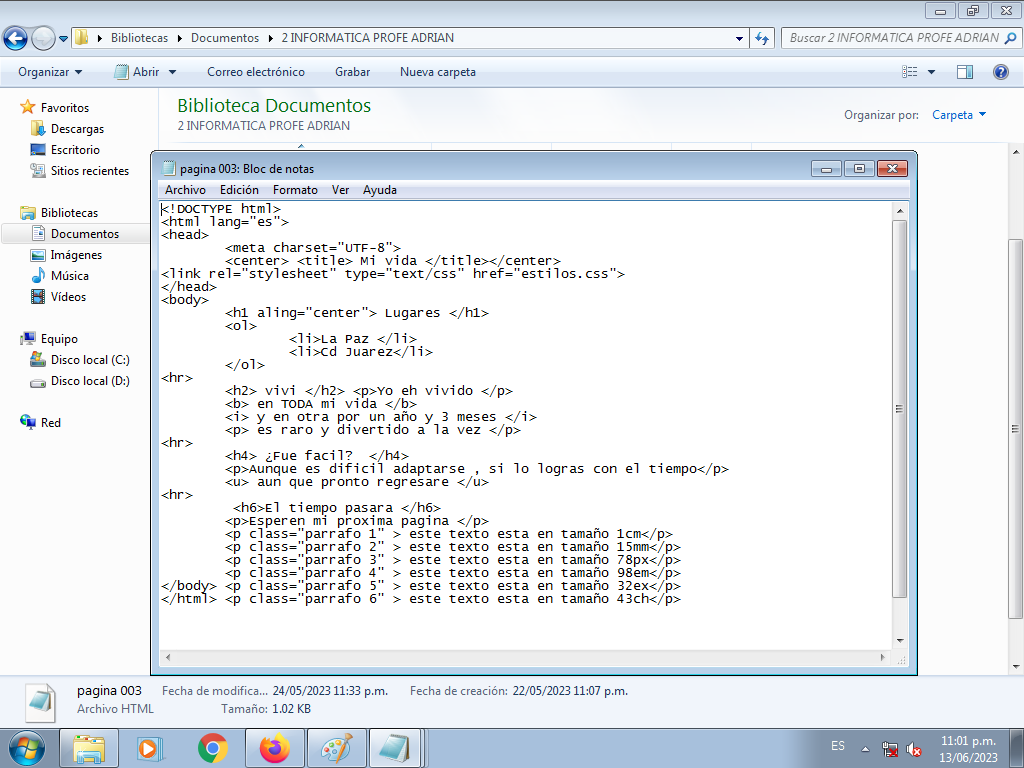 Bibliotecas Documentos 2 INFORMATICA PROFE ADRIAN
Buscar 2 INFORMATICA PROFE ADRIAN
Organizar Abrir Correo electrónico Grabar Nueva carpeta
Favoritos
Descargas
Escritorio
Sitios recientes
Bibliotecas
Documentos
Imágenes
Música
Vídeos
Equipo
Disco local (C:)
Disco local (D:)
Red
Biblioteca Documentos
2 INFORMATICA PROFE ADRIAN
Organizar por: Carpeta
pagina 003: Bloc de notas
Archivo Edición Formato Ver Ayuda
<!DOCTYPE html>
<html lang="es">
<head>
<meta charset="UTF-8">
<center> <title> Mi vida </title></center>
<link rel="stylesheet" type="text/css" href="estilos.css">
</head>
<body>
<h1 aling="center"> Lugares </h1>
<ol>
<li>La Paz </li>
<li>Cd Juarez</li>
</ol>
<hr>
<h2> vivi </h2> <p>Yo eh vivido </p>
<b> en TODA mi vida </b>
<i> y en otra por un año y 3 meses </i>
<p> es raro y divertido a la vez </p>
<hr>
<h4> ¿Fue facil?  </h4>
<p>Aunque es dificil adaptarse , si lo logras con el tiempo</p>
<u> aun que pronto regresare </u>
<hr>
<h6>El tiempo pasara </h6>
<p>Esperen mi proxima pagina </p>
<p class="parrafo 1" > este texto esta en tamaño 1cm</p>
<p class="parrafo 2" > este texto esta en tamaño 15mm</p>
<p class="parrafo 3" > este texto esta en tamaño 78px</p>
<p class="parrafo 4" > este texto esta en tamaño 98em</p>
</body> <p class="parrafo 5" > este texto esta en tamaño 32ex</p>
</html> <p class="parrafo 6" > este texto esta en tamaño 43ch</p>
pagina 003 Fecha de modifica... 24/05/2023 11:33 p.m. Fecha de creación: 22/05/2023 11:07 p.m.
Archivo HTML Tamaño: 1.02 KB
ES
11:01 p.m.
13/06/2023